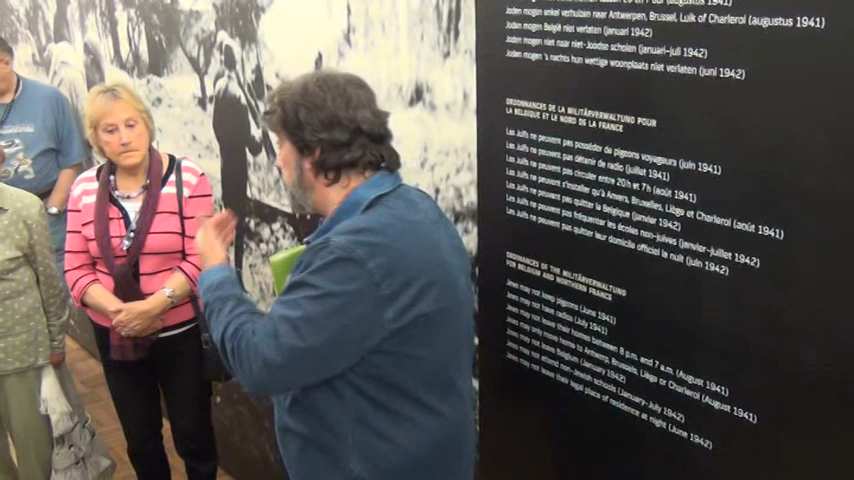 Joden mogen enkel verhuizen naar Antwerpen, Brussel, Luik of Charleroi (augustus 1941)
Joden mogen België niet verlaten (januari 1942)
Joden mogen niet naar niet-Joodse scholen (januari-juli 1942)
Joden mogen 's nachts hun wettige woonplaats niet verlaten (juni 1942)
ORDONNANCES DE LA MILITÄRVERWALTUNG POUR
LA BELGIQUE ET LE NORD DE LA FRANCE
Les Juifs ne peuvent pas posséder de pigeons voyageurs (juin 1941)
Les Juifs ne peuvent pas détenir de radio (juillet 1941)
Les Juifs ne peuvent pas circuler entre 20h et 7h (août 1941)
Les Juifs ne peuvent s'installer qu'à Anvers, Bruxelles, Liège et Charleroi (août 1941)
Les Juifs ne peuvent pas quitter la Belgique (janvier 1942)
Les Juifs ne peuvent pas fréquenter les écoles non-juives (janvier-juillet 1942)
Les Juifs ne peuvent pas quitter leur domicile officiel la nuit (juin 1942)
ORDINANCES OF THE MILITÄRVERWALTUNG
FOR BELGIUM AND NORTHERN FRANCE
Jews may not keep pigeons (June 1941)
Jews may not have radios (July 1941)
Jews may not leave their homes between 8 p.m. and 7 a.m. (August 1941)
Jews may only move home to Antwerp, Brussels, Liège or Charleroi (August 1941)
Jews may not leave Belgium (January 1942)
Jews may not attend non-Jewish schools (January-July 1942)
Jews may not leave their legal place of residence at night (June 1942)